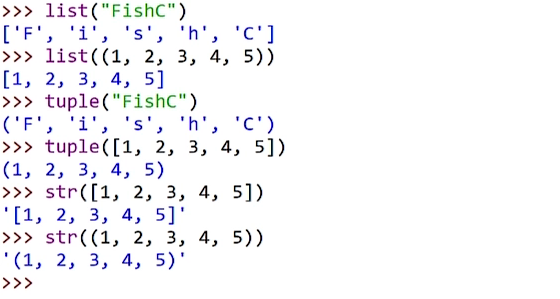 >>> list("FishC")
['F', 'i', 's', 'h', 'C']
>>> list((1, 2, 3, 4, 5))
[1, 2, 3, 4, 5]
>>> tuple("FishC")
('F', 'i', 's', 'h', 'C')
>>> tuple([1, 2, 3, 4, 5])
(1, 2, 3, 4, 5)
>>> str([1, 2, 3, 4, 5])
'[1, 2, 3, 4, 5]'
>>> str((1, 2, 3, 4, 5))
'(1, 2, 3, 4, 5)'
>>>